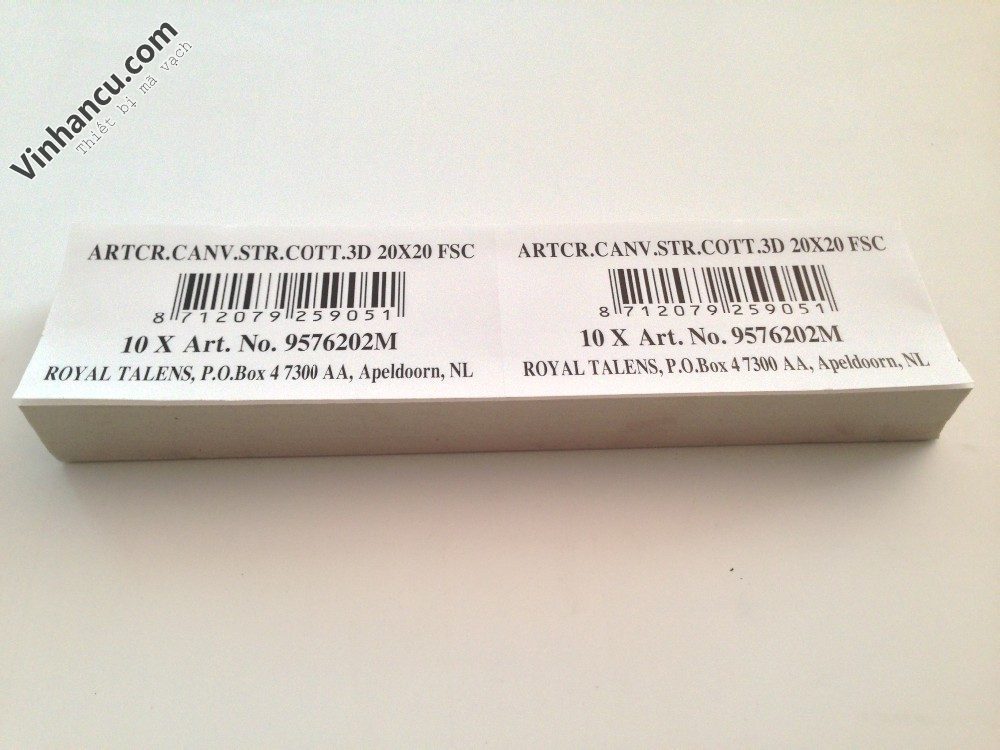 Vinhancu.com
Thiết bị mã vạch
ARTCR.CANV.STR.COTT.3D 20X20 FSC
8 712079 259051
10 X Art. No. 9576202M
ROYAL TALENS, P.O.Box 4 7300 AA, Apeldoorn, NL
ARTCR.CANV.STR.COTT.3D 20X20 FSC
8 712079 259051
10 X Art. No. 9576202M
ROYAL TALENS, P.O.Box 4 7300 AA, Apeldoorn, NL